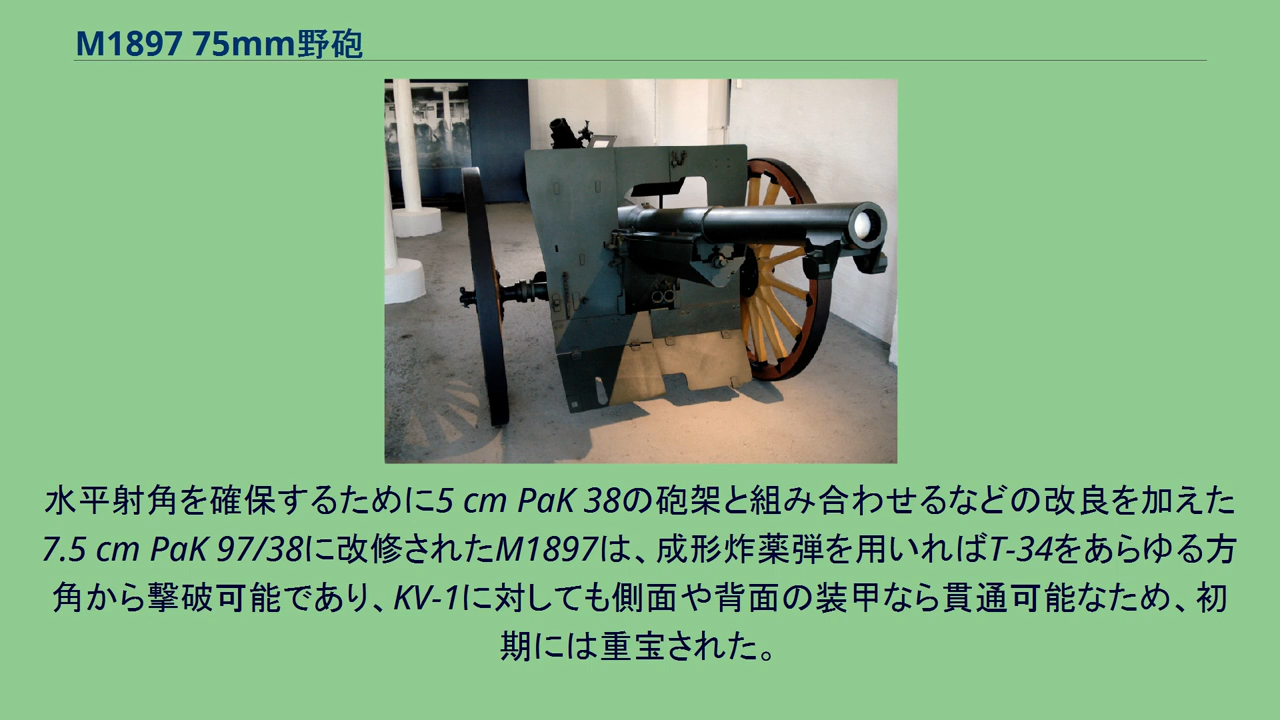 M1897 75mm野砲
水平射角を確保するために5 cm PaK 38の砲架と組み合わせるなどの改良を加えた
7.5 cm PaK 97/38に改修されたM1897は、成形炸薬弾を用いればT-34をあらゆる方
角から撃破可能であり、KV-1に対しても側面や背面の装甲なら貫通可能なため、初
期には重宝された。